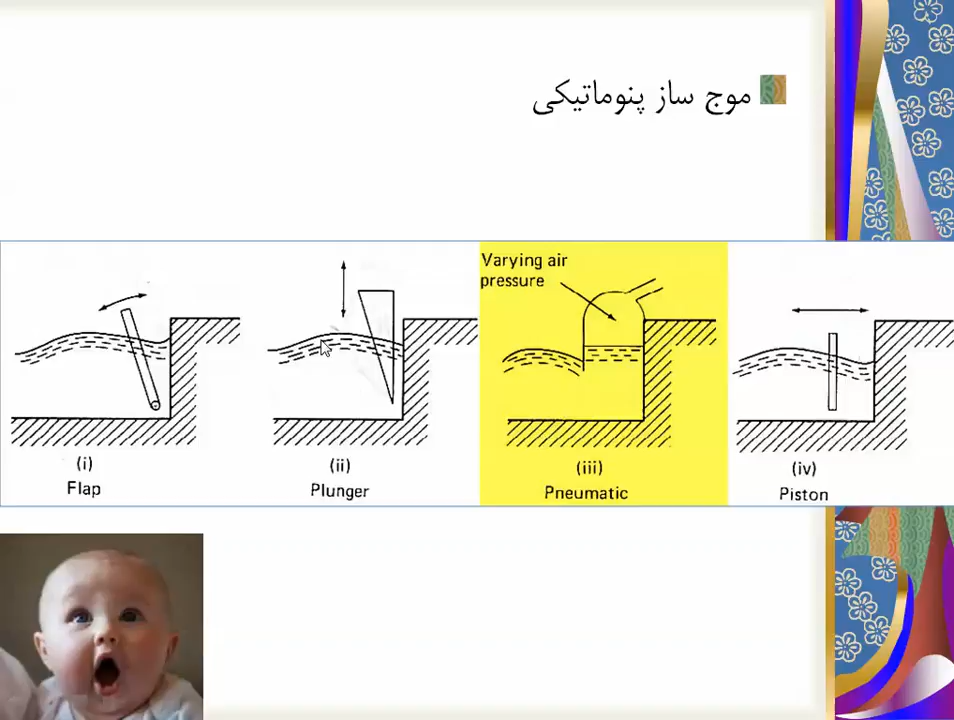 موج ساز پنوماتیکی
Varying air
pressure
(i)
Flap
(ii)
Plunger
(iii)
Pneumatic
(iv)
Piston